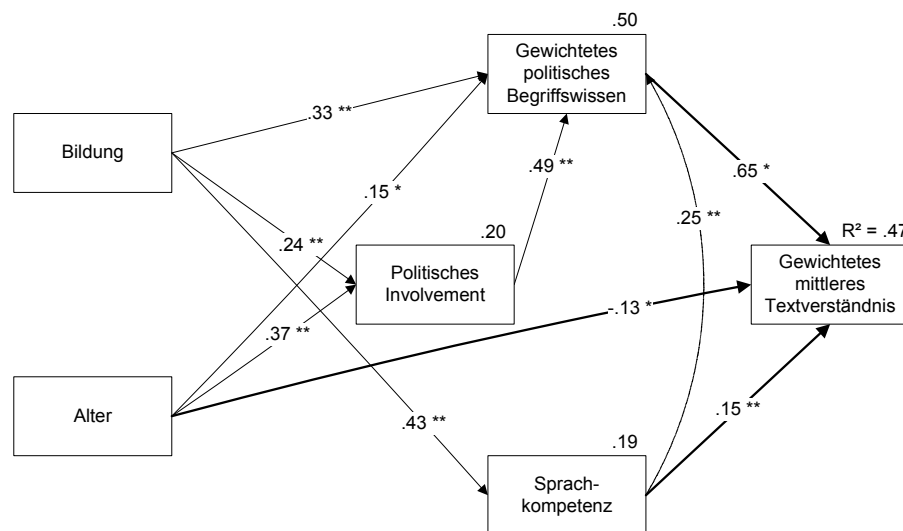 .50
Gewichtetes
politisches
Begriffswissen
.33 **
Bildung
.15 *
.49 **
.65 *
.25 **
.24 **
.20
R² = .47
Politisches
Involvement
Gewichtetes
mittleres
Textverständnis
-.13 *
.37 **
Alter
.43 **
.15 **
.19
Sprach-
kompetenz